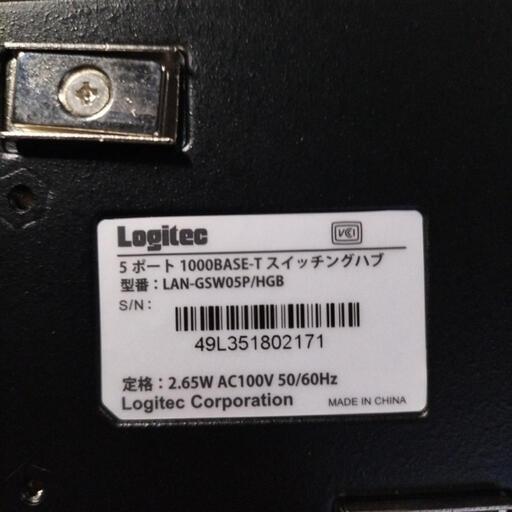 Logitec
VCI
5 ポート 1000BASE-T スイッチングハブ
型番：LAN-GSW05P/HGB
S/N：
49L351802171
定格：2.65W AC100V 50/60Hz
Logitec Corporation
MADE IN CHINA